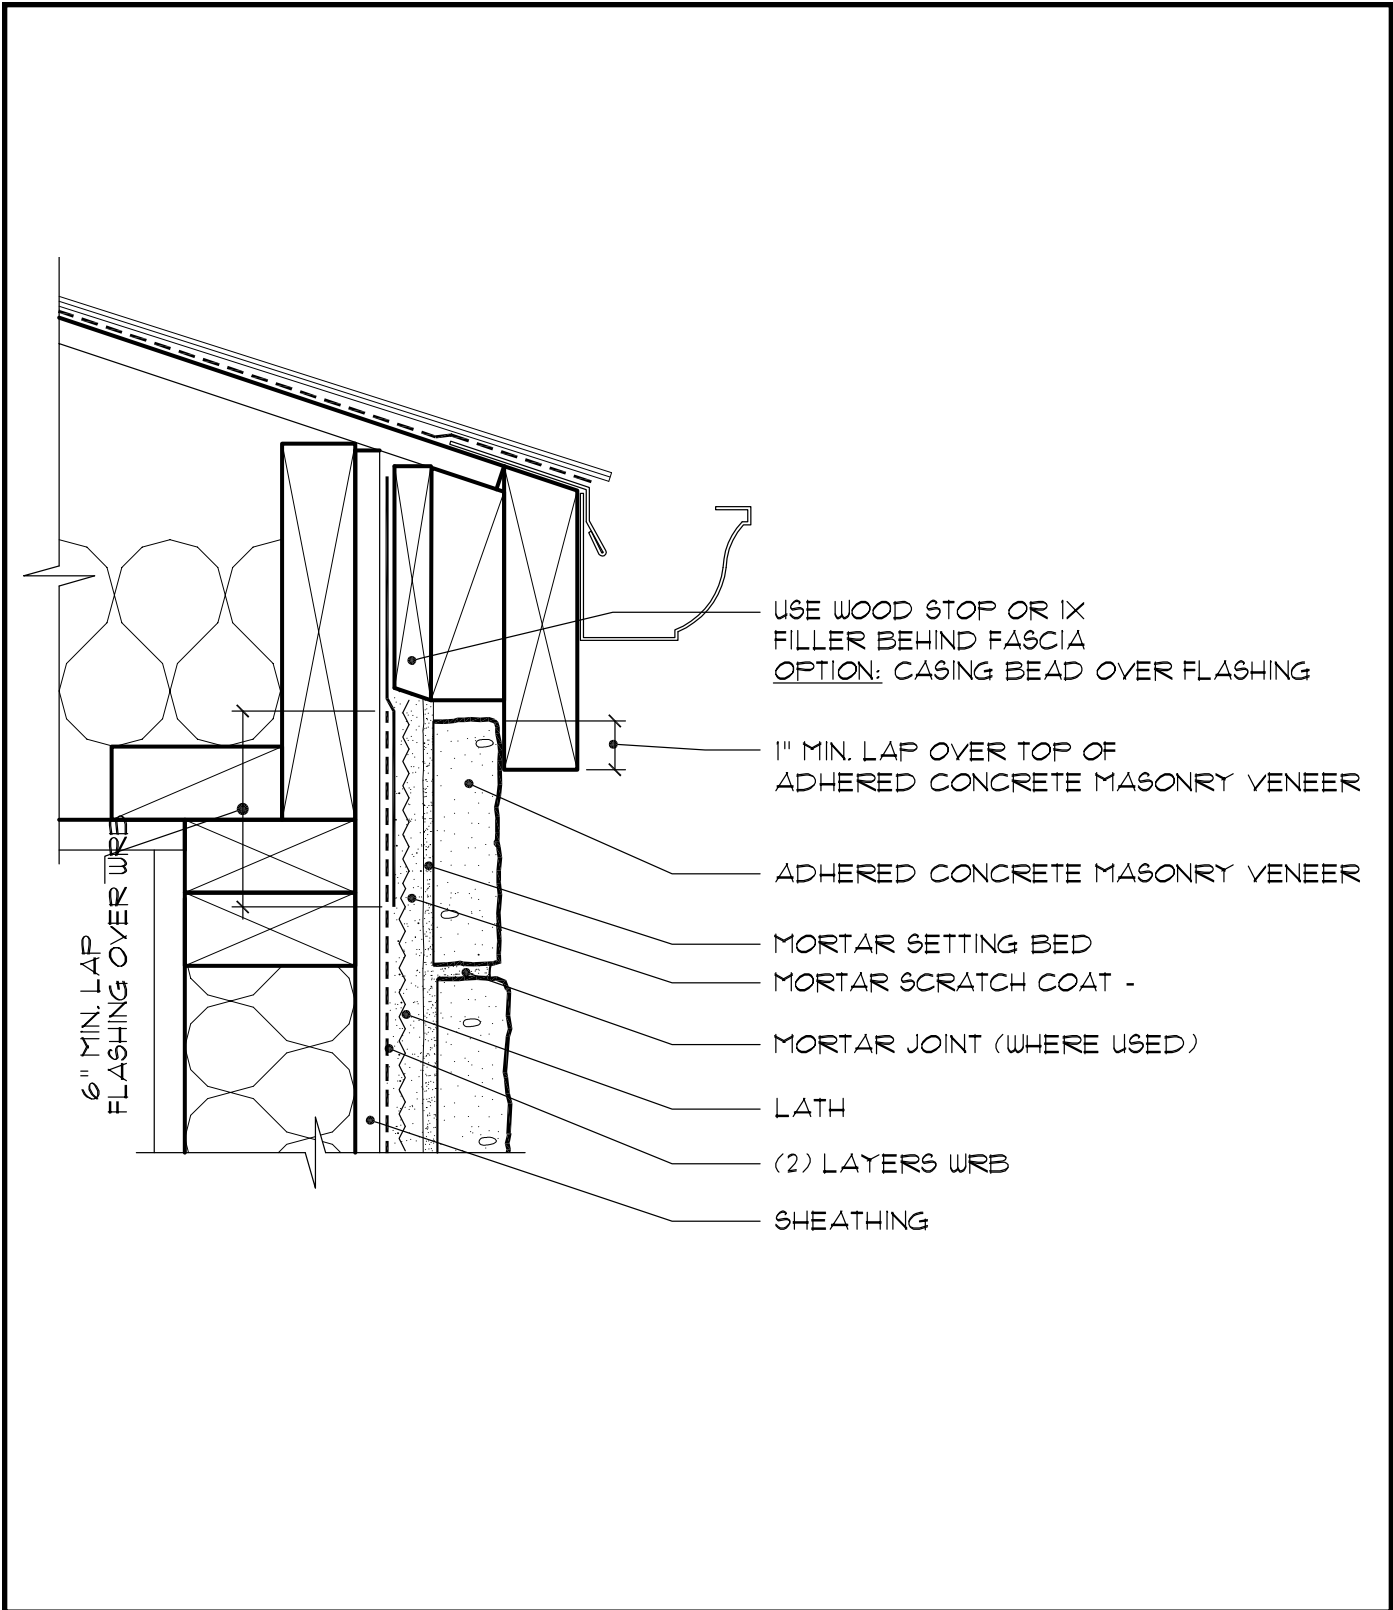 USE WOOD STOP OR 1X
FILLER BEHIND FASCIA
OPTION: CASING BEAD OVER FLASHING
1" MIN. LAP OVER TOP OF
ADHERED CONCRETE MASONRY VENEER
ADHERED CONCRETE MASONRY VENEER
MORTAR SETTING BED
MORTAR SCRATCH COAT -
MORTAR JOINT (WHERE USED)
LATH
(2) LAYERS WRB
SHEATHING
6" MIN. LAP
FLASHING OVER WRB